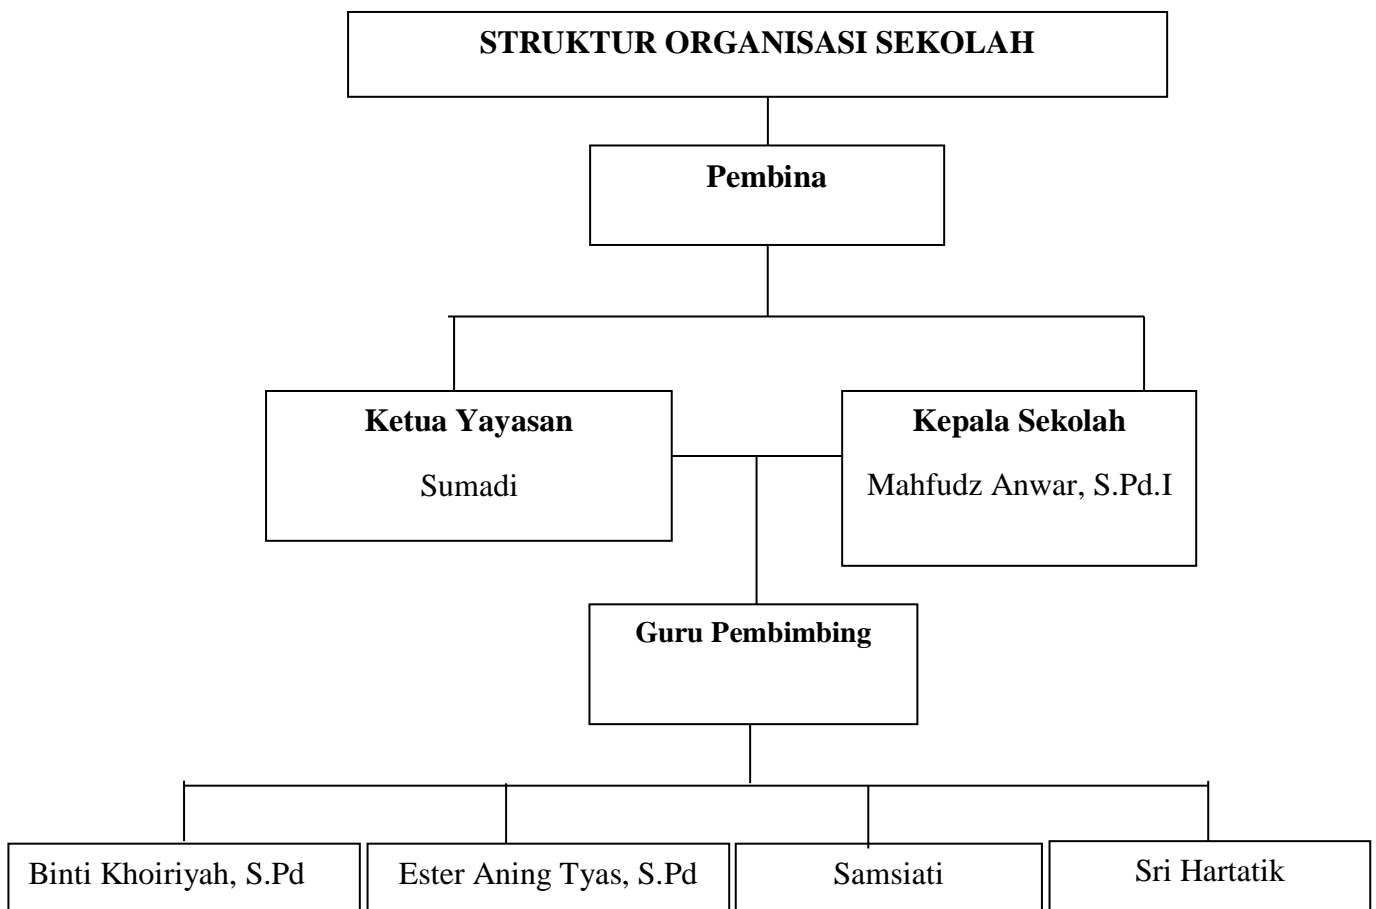 STRUKTUR ORGANISASI SEKOLAH
Pembina
Ketua Yayasan
Sumadi
Kepala Sekolah
Mahfudz Anwar, S.Pd.I
Guru Pembimbing
Binti Khoiriyah, S.Pd
Ester Aning Tyas, S.Pd
Samsiati
Sri Hartatik